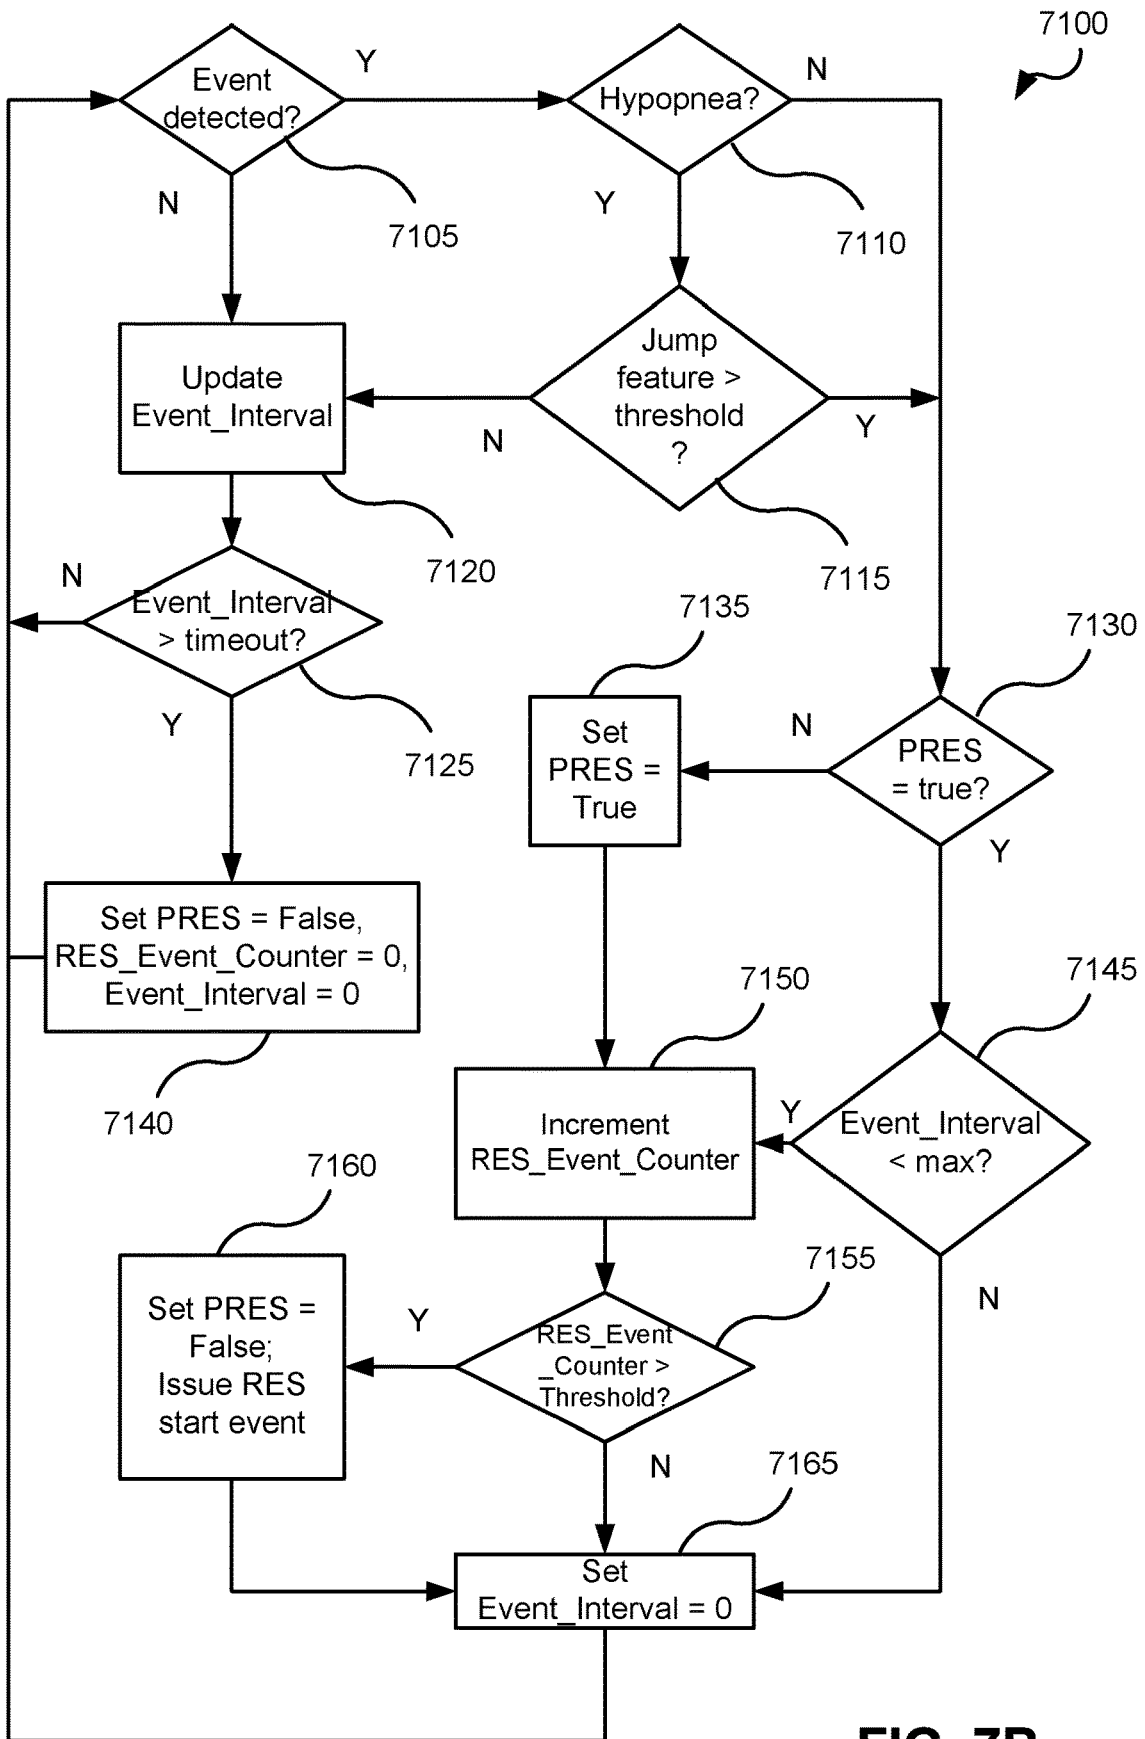 7100
Event
detected?
Y
Hypopnea?
N
N
7105
Y
7110
Update
Event_Interval
Jump
feature >
threshold
?
N
Y
7120
7115
N
Event_Interval
> timeout?
7135
7130
Y
7125
Set
PRES =
True
N
PRES
= true?
Y
Set PRES = False,
RES_Event_Counter = 0,
Event_Interval = 0
7140
7150
7145
Increment
RES_Event_Counter
Y
Event_Interval
< max?
7160
7155
N
Set PRES =
False;
Issue RES
start event
Y
RES_Event
_Counter >
Threshold?
N
7165
Set
Event_Interval = 0
FIG. 7B